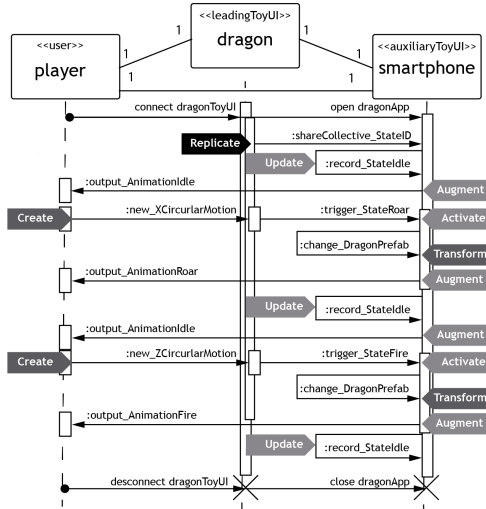 <<leadingToyUI>>
dragon
<<user>>
player
<<auxiliaryToyUI>>
smartphone
1
1
1
1
1
1
connect dragonToyUI
open dragonApp
Replicate
:shareCollective_StateID
Update
:record_StateIdle
:output_AnimationIdle
Augment
Create
:new_XCircurlarMotion
:trigger_StateRoar
Activate
:change_DragonPrefab
Transform
:output_AnimationRoar
Augment
Update
:record_StateIdle
:output_AnimationIdle
Augment
Create
:new_ZCircurlarMotion
:trigger_StateFire
Activate
:change_DragonPrefab
Transform
:output_AnimationFire
Augment
Update
:record_StateIdle
desconnect dragonToyUI
close dragonApp